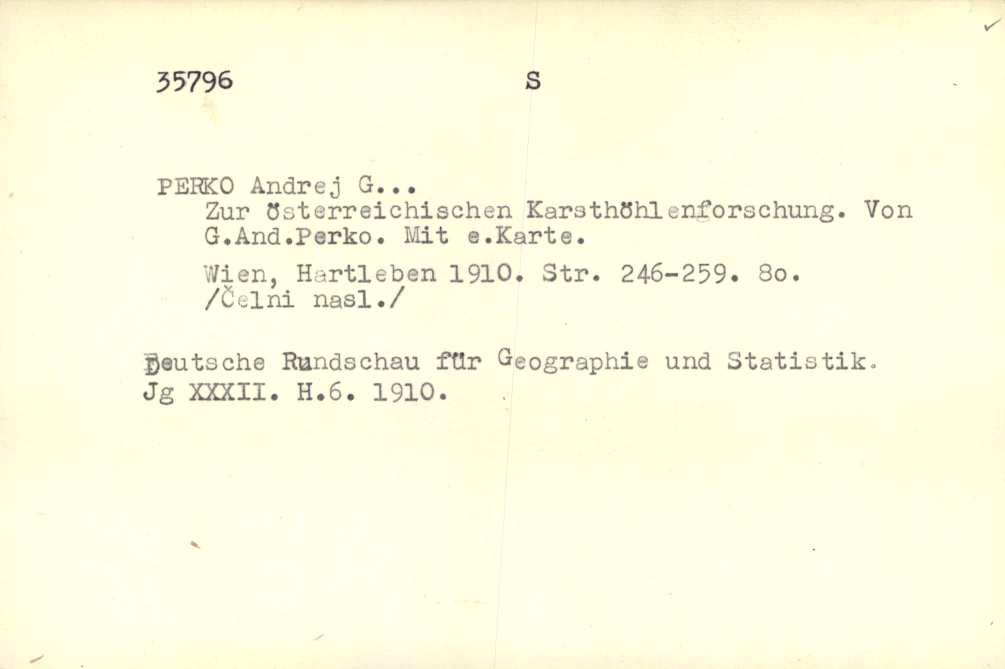 35796 S
PERKO Andrej G...
Zur österreichischen Karsthöhlenforschung. Von
G.And.Perko. Mit e.Karte.
Wien, Hartleben 1910. Str. 246-259. 8o.
/Čelni nasl./
Deutsche Rundschau für Geographie und Statistik.
Jg XXXII. H.6. 1910.